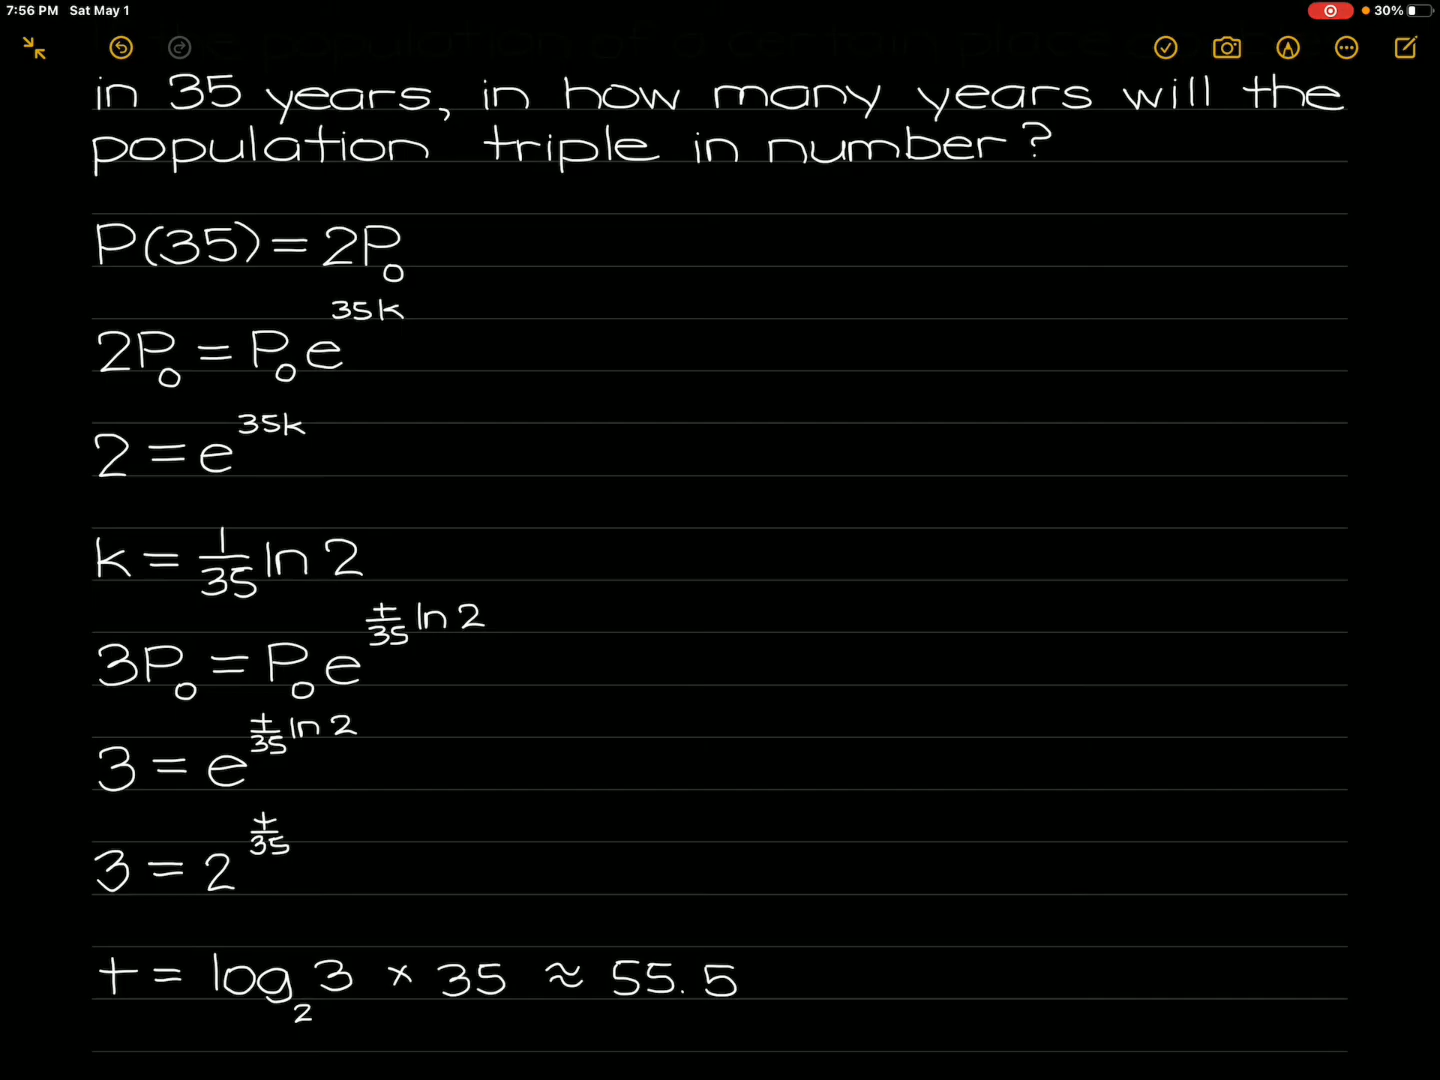 7:56 PM Sat May 1
30%
in 35 years, in how many years will the
population triple in number?
P(35) = 2P₀
2P₀ = P₀e^(35k)
2 = e^(35k)
k = 1/35 ln 2
3P₀ = P₀e^(t/35 ln 2)
3 = e^(t/35 ln 2)
3 = 2^(t/35)
t = log₂ 3 × 35 ≈ 55.5